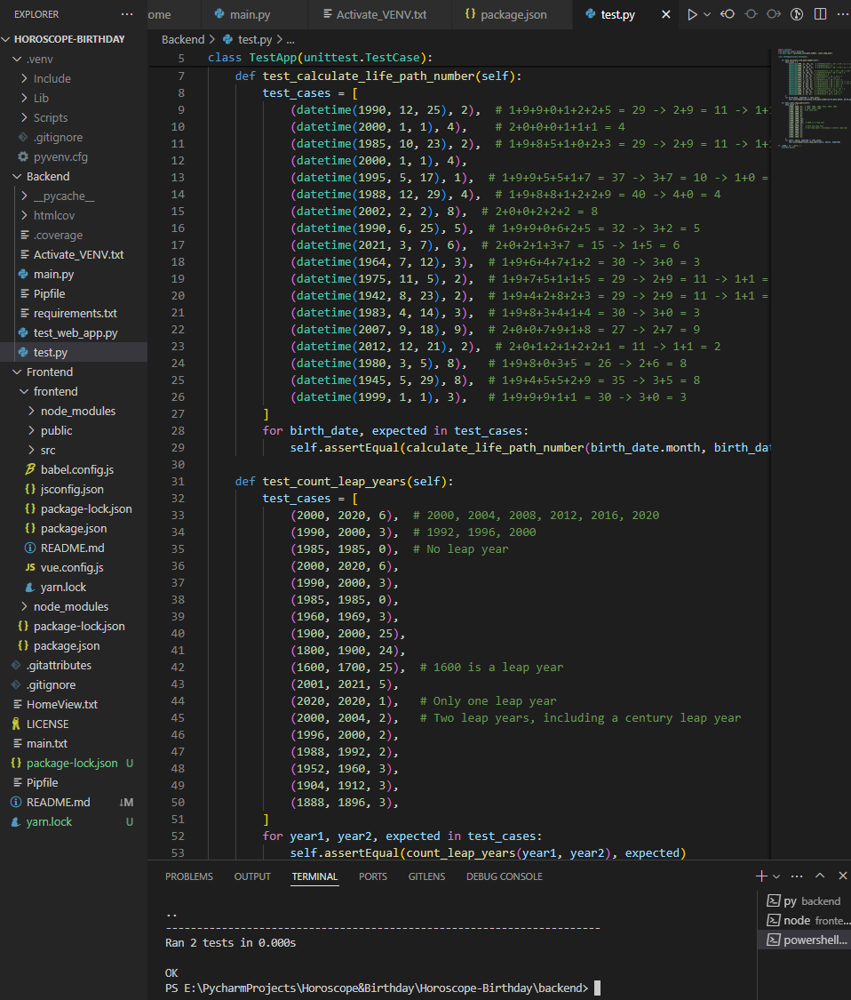 EXPLORER
···
HOROSCOPE-BIRTHDAY
.venv
Include
Lib
Scripts
.gitignore
pyvenv.cfg
Backend
__pycache__
htmlcov
.coverage
Activate_VENV.txt
main.py
Pipfile
requirements.txt
test_web_app.py
test.py
Frontend
frontend
node_modules
public
src
babel.config.js
jsconfig.json
package-lock.json
package.json
README.md
JS vue.config.js
yarn.lock
node_modules
package-lock.json
package.json
.gitattributes
.gitignore
HomeView.txt
LICENSE
main.txt
package-lock.json U
Pipfile
README.md ↓M
yarn.lock U
ome main.py Activate_VENV.txt package.json test.py
Backend > test.py > ...
5 class TestApp(unittest.TestCase):
7 def test_calculate_life_path_number(self):
8 test_cases = [
9 (datetime(1990, 12, 25), 2), # 1+9+9+0+1+2+2+5 = 29 -> 2+9 = 11 -> 1+
10 (datetime(2000, 1, 1), 4), # 2+0+0+0+1+1+1 = 4
11 (datetime(1985, 10, 23), 2), # 1+9+8+5+1+0+2+3 = 29 -> 2+9 = 11 -> 1+
12 (datetime(2000, 1, 1), 4),
13 (datetime(1995, 5, 17), 1), # 1+9+9+5+5+1+7 = 37 -> 3+7 = 10 -> 1+0 =
14 (datetime(1988, 12, 29), 4), # 1+9+8+8+1+2+2+9 = 40 -> 4+0 = 4
15 (datetime(2002, 2, 2), 8), # 2+0+0+2+2+2 = 8
16 (datetime(1990, 6, 25), 5), # 1+9+9+0+6+2+5 = 32 -> 3+2 = 5
17 (datetime(2021, 3, 7), 6), # 2+0+2+1+3+7 = 15 -> 1+5 = 6
18 (datetime(1964, 7, 12), 3), # 1+9+6+4+7+1+2 = 30 -> 3+0 = 3
19 (datetime(1975, 11, 5), 2), # 1+9+7+5+1+1+5 = 29 -> 2+9 = 11 -> 1+1 =
20 (datetime(1942, 8, 23), 2), # 1+9+4+2+8+2+3 = 29 -> 2+9 = 11 -> 1+1 =
21 (datetime(1983, 4, 14), 3), # 1+9+8+3+4+1+4 = 30 -> 3+0 = 3
22 (datetime(2007, 9, 18), 9), # 2+0+0+7+9+1+8 = 27 -> 2+7 = 9
23 (datetime(2012, 12, 21), 2), # 2+0+1+2+1+2+2+1 = 11 -> 1+1 = 2
24 (datetime(1980, 3, 5), 8), # 1+9+8+0+3+5 = 26 -> 2+6 = 8
25 (datetime(1945, 5, 29), 8), # 1+9+4+5+5+2+9 = 35 -> 3+5 = 8
26 (datetime(1999, 1, 1), 3), # 1+9+9+9+1+1 = 30 -> 3+0 = 3
27 ]
28 for birth_date, expected in test_cases:
29 self.assertEqual(calculate_life_path_number(birth_date.month, birth_da
30
31 def test_count_leap_years(self):
32 test_cases = [
33 (2000, 2020, 6), # 2000, 2004, 2008, 2012, 2016, 2020
34 (1990, 2000, 3), # 1992, 1996, 2000
35 (1985, 1985, 0), # No leap year
36 (2000, 2020, 6),
37 (1990, 2000, 3),
38 (1985, 1985, 0),
39 (1960, 1969, 3),
40 (1900, 2000, 25),
41 (1800, 1900, 24),
42 (1600, 1700, 25), # 1600 is a leap year
43 (2001, 2021, 5),
44 (2020, 2020, 1), # Only one leap year
45 (2000, 2004, 2), # Two leap years, including a century leap year
46 (1996, 2000, 2),
47 (1988, 1992, 2),
48 (1952, 1960, 3),
49 (1904, 1912, 3),
50 (1888, 1896, 3),
51 ]
52 for year1, year2, expected in test_cases:
53 self.assertEqual(count_leap_years(year1, year2), expected)
PROBLEMS OUTPUT TERMINAL PORTS GITLENS DEBUG CONSOLE
..
----------------------------------------------------------------------
Ran 2 tests in 0.000s
OK
PS E:\PycharmProjects\Horoscope&Birthday\Horoscope-Birthday\backend>
py backend
node fronte...
powershell...